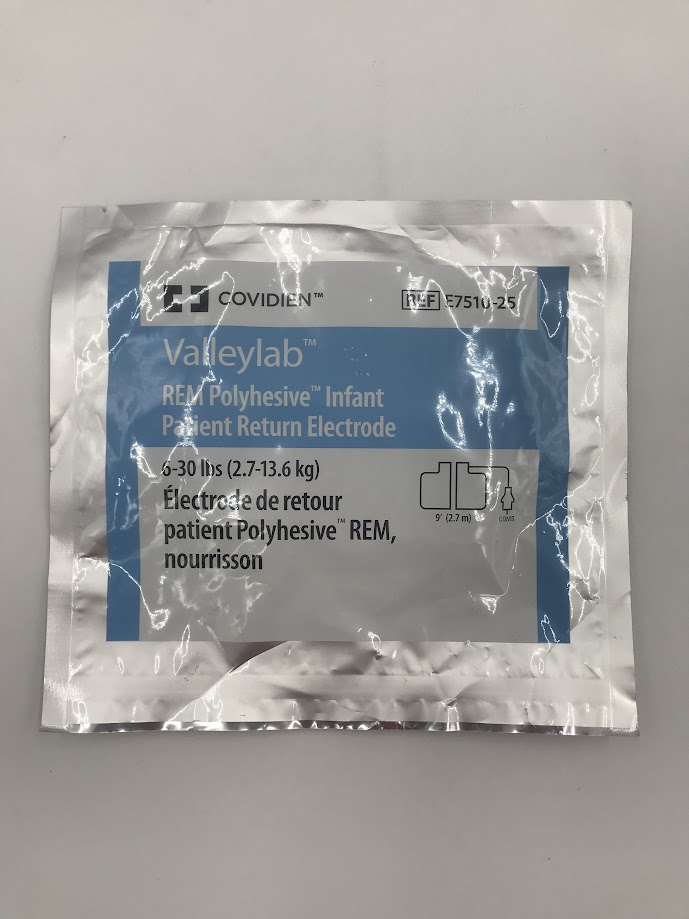 COVIDIEN™
REF E7510-25
Valleylab™
REM Polyhesive™ Infant
Patient Return Electrode
6-30 lbs (2.7-13.6 kg)
9' (2.7 m)
Électrode de retour
patient Polyhesive™ REM,
nourrisson